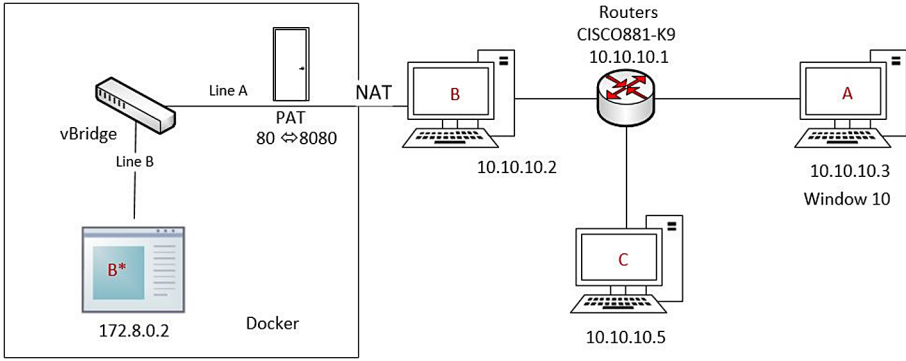 Routers
CISCO881-K9
10.10.10.1
Line A
NAT
B
A
vBridge
PAT
80 ⇔8080
Line B
10.10.10.2
10.10.10.3
Window 10
B*
C
172.8.0.2
Docker
10.10.10.5